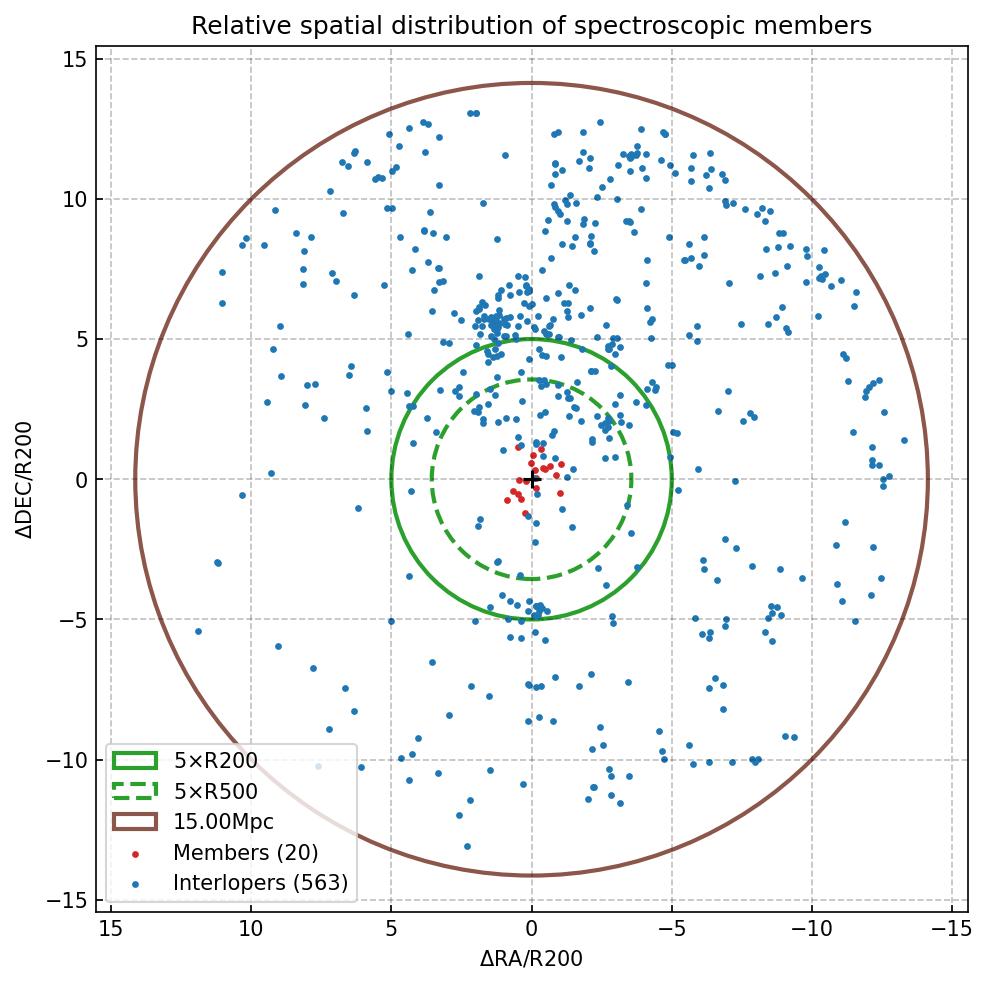 Relative spatial distribution of spectroscopic members
15
10
5
0
−5
−10
−15
ΔDEC/R200
5×R200
5×R500
15.00Mpc
Members (20)
Interlopers (563)
15
10
5
0
−5
−10
−15
ΔRA/R200